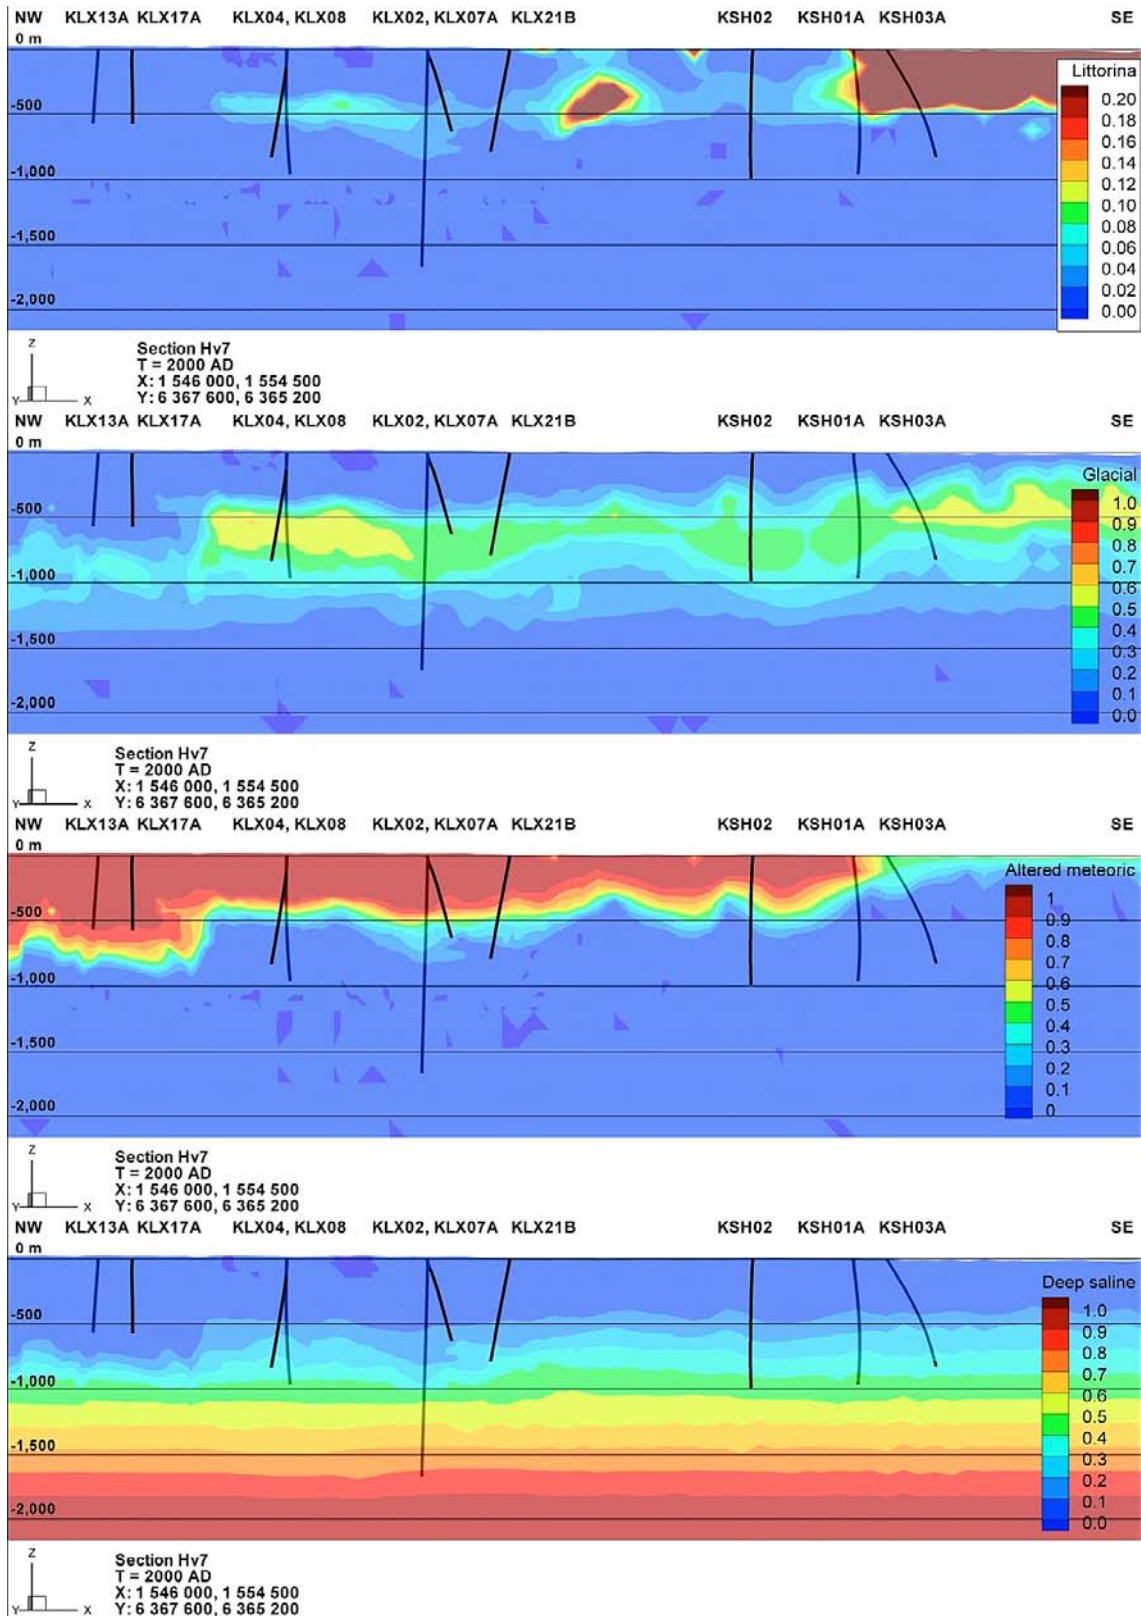 NW KLX13A KLX17A KLX04, KLX08 KLX02, KLX07A KLX21B KSH02 KSH01A KSH03A SE
0 m
-500
-1,000
-1,500
-2,000
Littorina
0.20
0.18
0.16
0.14
0.12
0.10
0.08
0.06
0.04
0.02
0.00
Z
Y X
Section Hv7
T = 2000 AD
X: 1 546 000, 1 554 500
Y: 6 367 600, 6 365 200
NW KLX13A KLX17A KLX04, KLX08 KLX02, KLX07A KLX21B KSH02 KSH01A KSH03A SE
0 m
-500
-1,000
-1,500
-2,000
Glacial
1.0
0.9
0.8
0.7
0.6
0.5
0.4
0.3
0.2
0.1
0.0
Z
Y X
Section Hv7
T = 2000 AD
X: 1 546 000, 1 554 500
Y: 6 367 600, 6 365 200
NW KLX13A KLX17A KLX04, KLX08 KLX02, KLX07A KLX21B KSH02 KSH01A KSH03A SE
0 m
-500
-1,000
-1,500
-2,000
Altered meteoric
1
0.9
0.8
0.7
0.6
0.5
0.4
0.3
0.2
0.1
0
Z
Y X
Section Hv7
T = 2000 AD
X: 1 546 000, 1 554 500
Y: 6 367 600, 6 365 200
NW KLX13A KLX17A KLX04, KLX08 KLX02, KLX07A KLX21B KSH02 KSH01A KSH03A SE
0 m
-500
-1,000
-1,500
-2,000
Deep saline
1.0
0.9
0.8
0.7
0.6
0.5
0.4
0.3
0.2
0.1
0.0
Z
Y X
Section Hv7
T = 2000 AD
X: 1 546 000, 1 554 500
Y: 6 367 600, 6 365 200